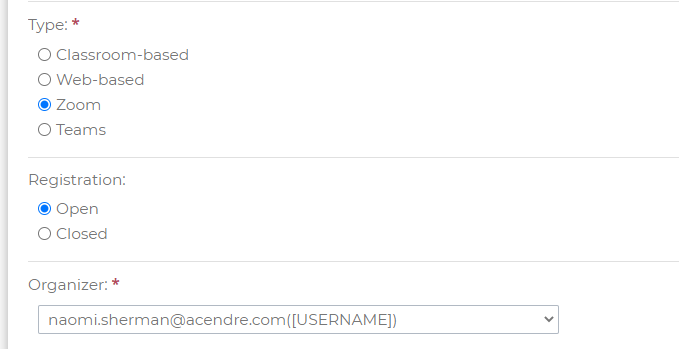 Type: *
Classroom-based
Web-based
Zoom
Teams
Registration:
Open
Closed
Organizer: *
naomi.sherman@acendre.com([USERNAME])